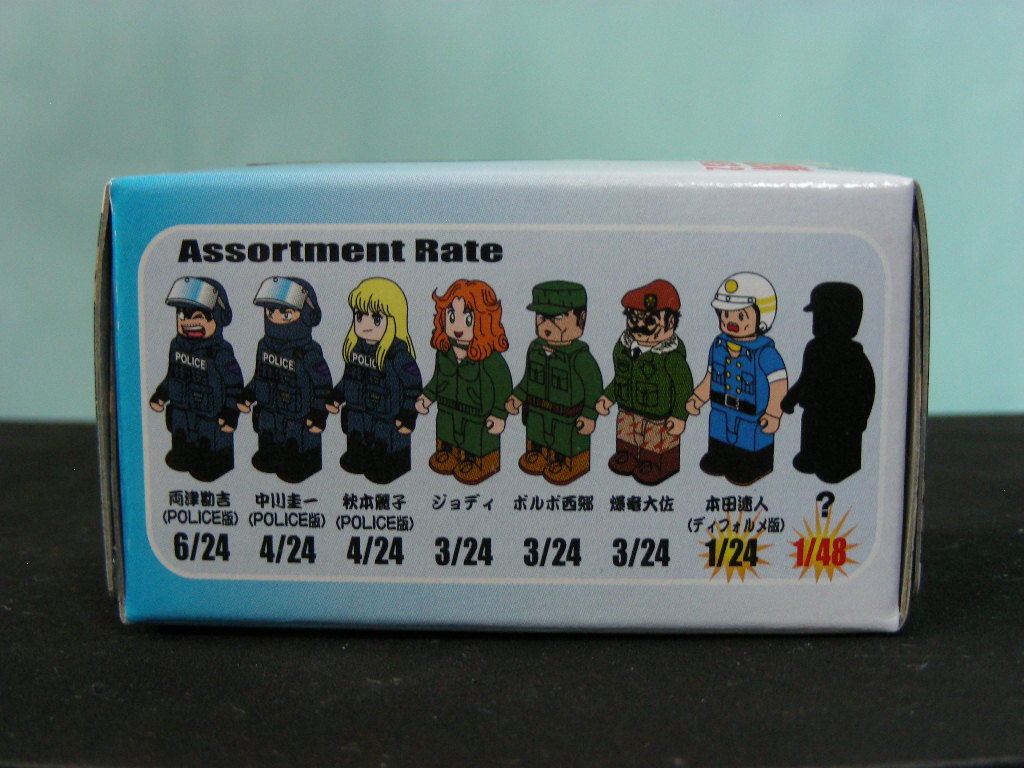 Assortment Rate
POLICE
POLICE
POLIC
両津勘吉
(POLICE版)
6/24
中川圭一
(POLICE版)
4/24
秋本麗子
(POLICE版)
4/24
ジョディ
3/24
ボルボ西郷
3/24
爆竜大佐
3/24
本田速人
(ディフォルメ版)
1/24
?
1/48